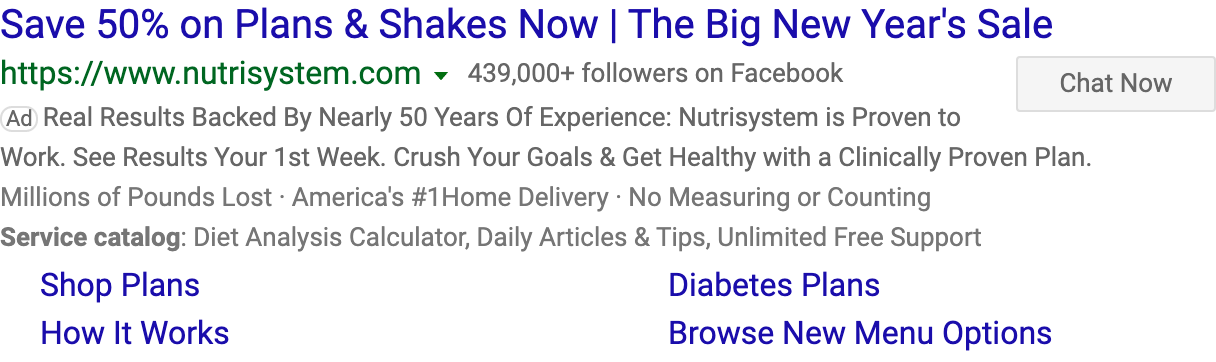 Save 50% on Plans & Shakes Now | The Big New Year's Sale
https://www.nutrisystem.com 439,000+ followers on Facebook
Chat Now
Ad Real Results Backed By Nearly 50 Years Of Experience: Nutrisystem is Proven to
Work. See Results Your 1st Week. Crush Your Goals & Get Healthy with a Clinically Proven Plan.
Millions of Pounds Lost · America's #1Home Delivery · No Measuring or Counting
Service catalog: Diet Analysis Calculator, Daily Articles & Tips, Unlimited Free Support
Shop Plans
Diabetes Plans
How It Works
Browse New Menu Options